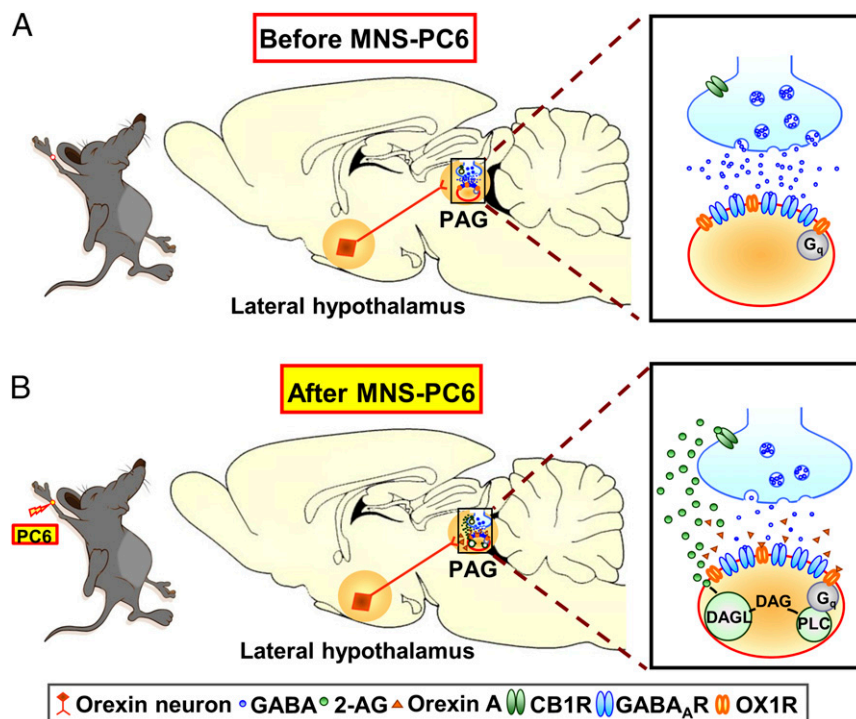 A
Before MNS-PC6
PAG
Lateral hypothalamus
Gq
B
After MNS-PC6
PC6
PAG
Lateral hypothalamus
DAGL
DAG
PLC
Gq
Orexin neuron GABA 2-AG Orexin A CB1R GABAAR OX1R